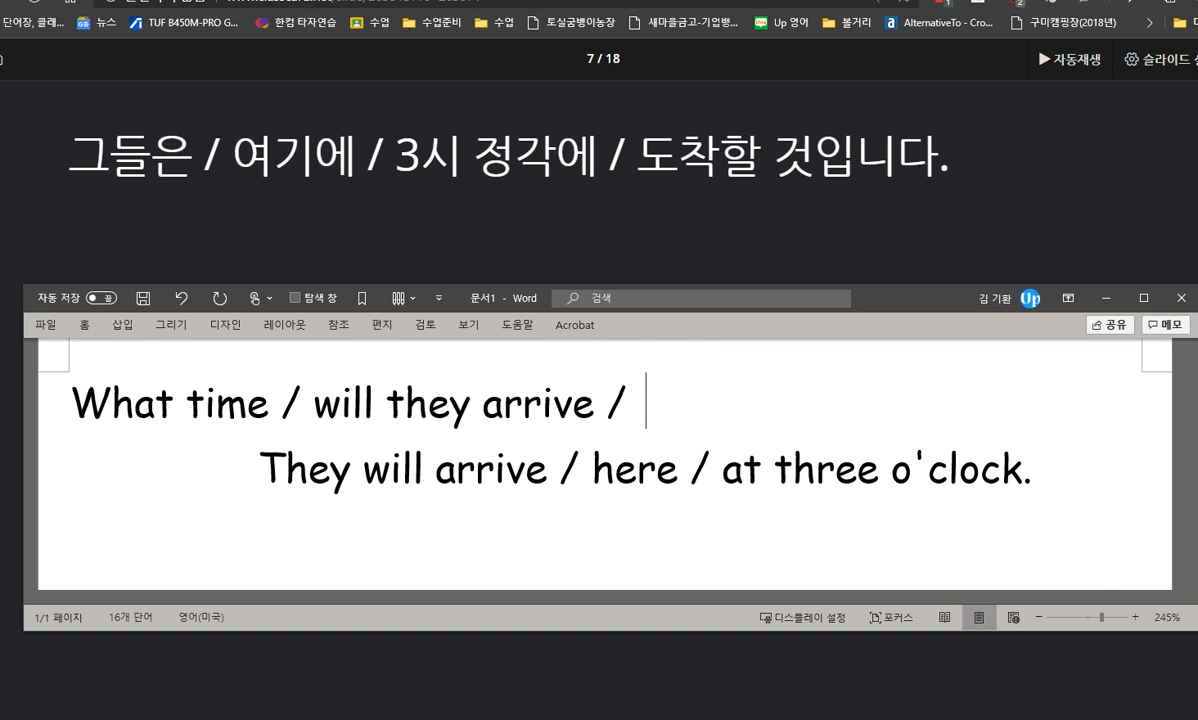 단어장, 클래... 뉴스 TUF B450M-PRO G... 한컴 타자연습 수업 수업준비 수업 토실굼벵이농장 새마을금고-기업뱅... Up 영어 볼거리 AlternativeTo - Cro... 구미캠핑장(2018년)
7 / 18 ▶자동재생 슬라이드
그들은 / 여기에 / 3시 정각에 / 도착할 것입니다.
자동 저장 끔 탐색 창 문서1 - Word 검색 김 기환 Up
파일 홈 삽입 그리기 디자인 레이아웃 참조 편지 검토 보기 도움말 Acrobat 공유 메모
What time / will they arrive /
They will arrive / here / at three o'clock.
1/1 페이지 16개 단어 영어(미국) 디스플레이 설정 포커스 - + 245%